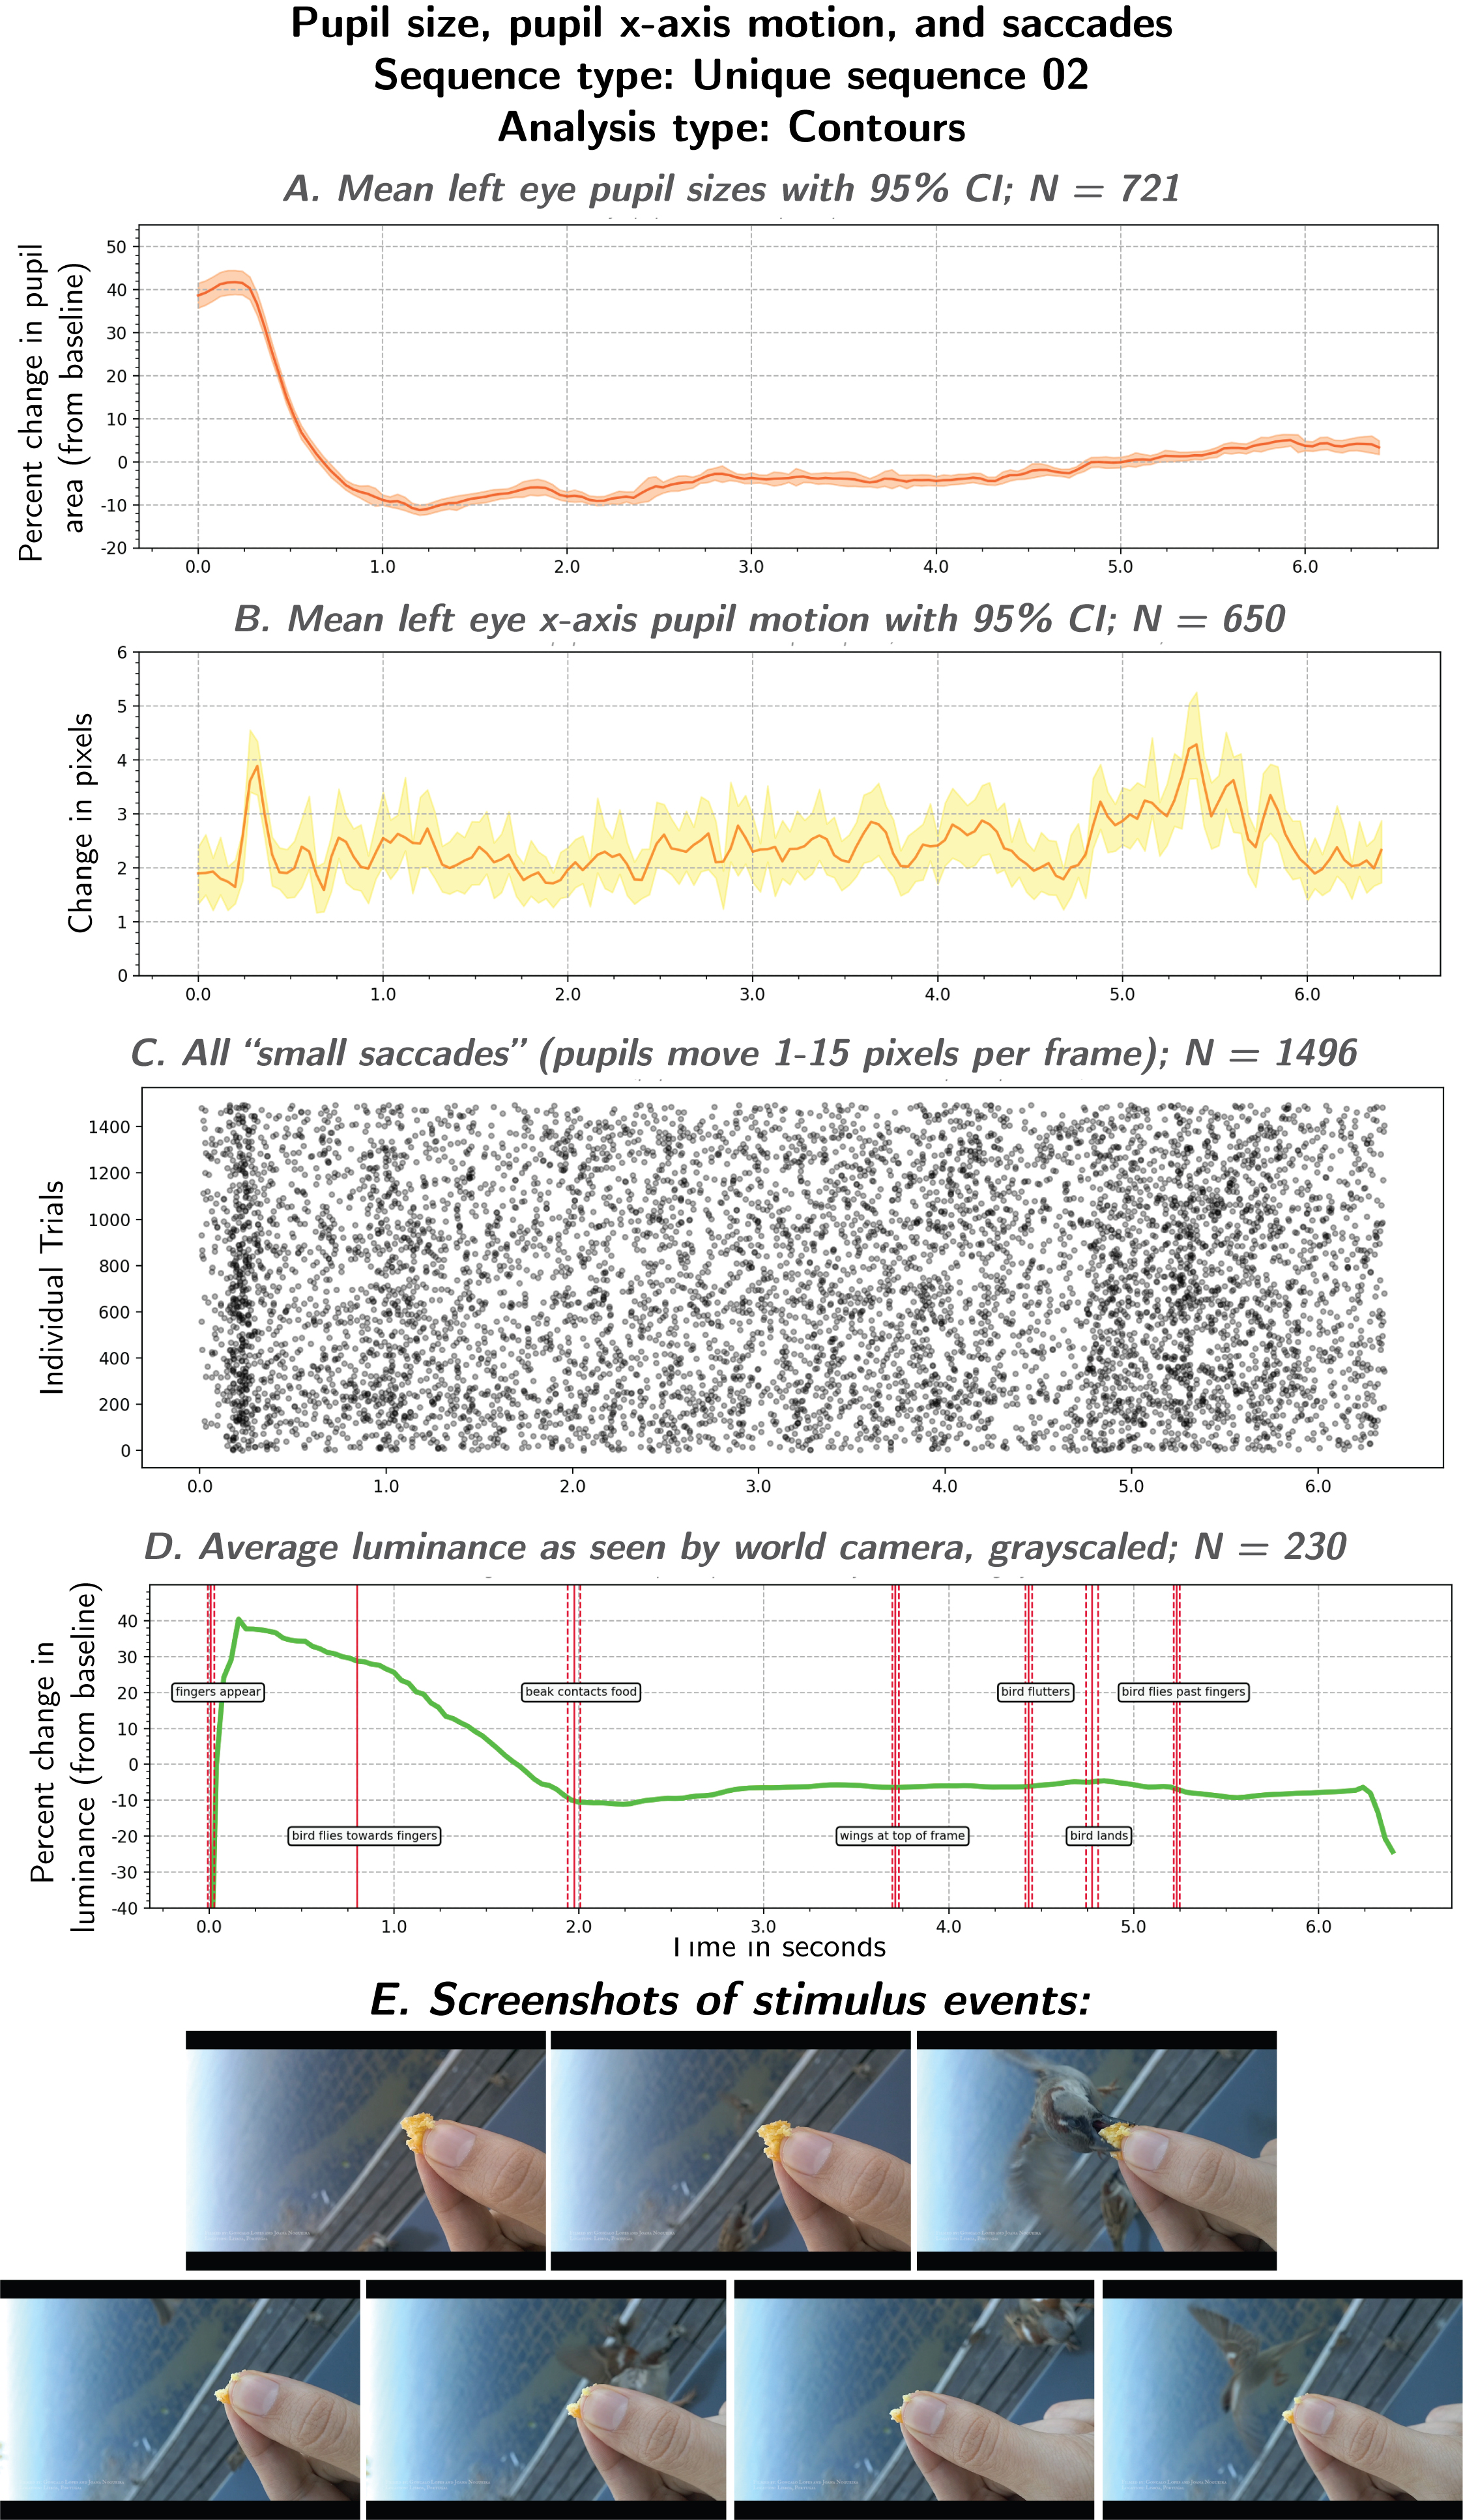 Pupil size, pupil x-axis motion, and saccades
Sequence type: Unique sequence 02
Analysis type: Contours
A. Mean left eye pupil sizes with 95% CI; N = 721
Percent change in pupil
area (from baseline)
50
40
30
20
10
0
-10
-20
0.0 1.0 2.0 3.0 4.0 5.0 6.0
B. Mean left eye x-axis pupil motion with 95% CI; N = 650
Change in pixels
6
5
4
3
2
1
0
0.0 1.0 2.0 3.0 4.0 5.0 6.0
C. All “small saccades” (pupils move 1-15 pixels per frame); N = 1496
Individual Trials
1400
1200
1000
800
600
400
200
0
0.0 1.0 2.0 3.0 4.0 5.0 6.0
D. Average luminance as seen by world camera, grayscaled; N = 230
Percent change in
luminance (from baseline)
40
30
20
10
0
-10
-20
-30
-40
fingers appear
beak contacts food
bird flutters
bird flies past fingers
bird flies towards fingers
wings at top of frame
bird lands
0.0 1.0 2.0 3.0 4.0 5.0 6.0
Time in seconds
E. Screenshots of stimulus events: